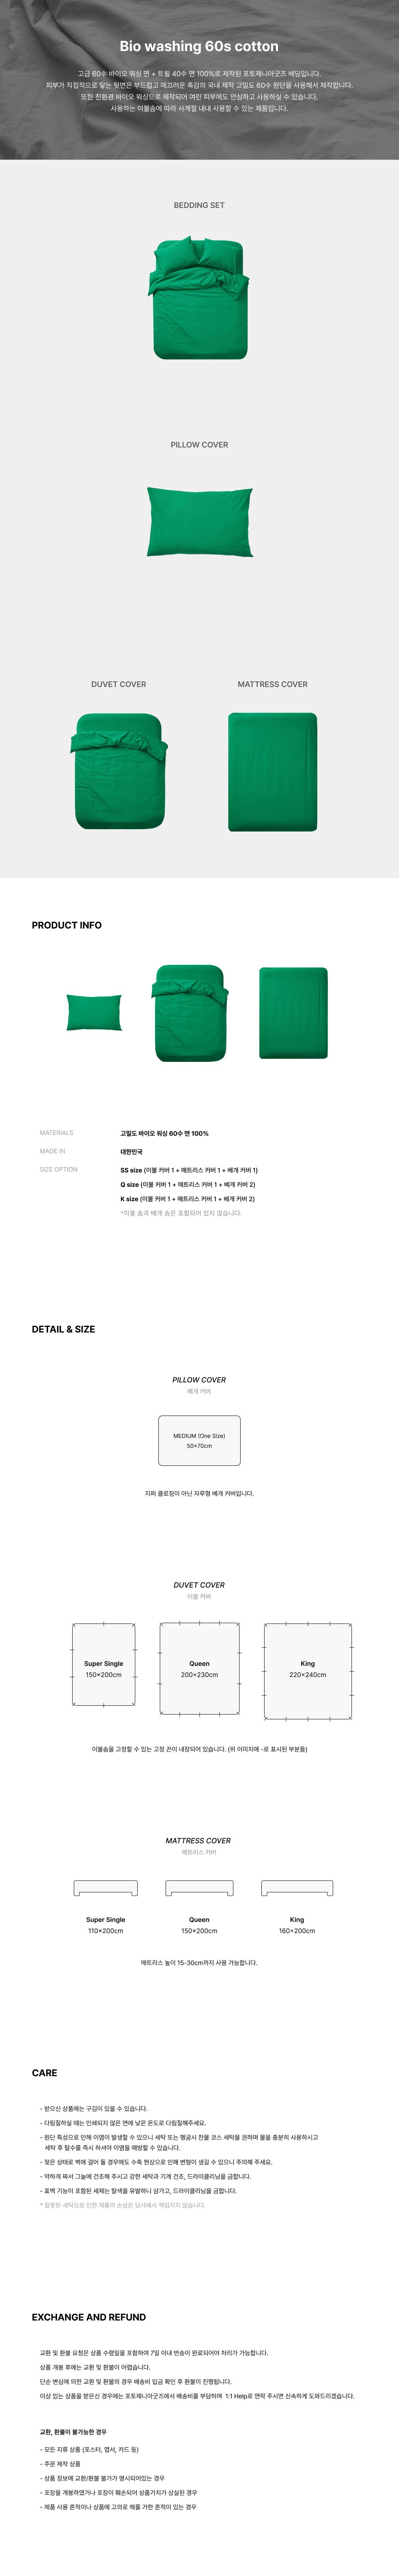 Bio washing 60s cotton
고급 60수 바이오 워싱 면 + 트윌 40수 면 100%로 제작된 포토제니아굿즈 베딩입니다.
피부가 직접적으로 닿는 뒷면은 부드럽고 매끄러운 촉감의 국내 제작 고밀도 60수 원단을 사용해서 제작합니다.
또한 친환경 바이오 워싱으로 제작되어 여린 피부에도 안심하고 사용하실 수 있습니다.
사용하는 이불솜에 따라 사계절 내내 사용할 수 있는 제품입니다.
BEDDING SET
PILLOW COVER
DUVET COVER
MATTRESS COVER
PRODUCT INFO
MATERIALS
고밀도 바이오 워싱 60수 면 100%
MADE IN
대한민국
SIZE OPTION
SS size (이불 커버 1 + 매트리스 커버 1 + 베개 커버 1)
Q size (이불 커버 1 + 매트리스 커버 1 + 베개 커버 2)
K size (이불 커버 1 + 매트리스 커버 1 + 베개 커버 2)
*이불 솜과 베개 솜은 포함되어 있지 않습니다.
DETAIL & SIZE
PILLOW COVER
베개 커버
MEDIUM (One Size)
50×70cm
지퍼 클로징이 아닌 자루형 베개 커버입니다.
DUVET COVER
이불 커버
Super Single
150×200cm
Queen
200×230cm
King
220×240cm
이불솜을 고정할 수 있는 고정 끈이 내장되어 있습니다. (위 이미지에 -로 표시된 부분들)
MATTRESS COVER
매트리스 커버
Super Single
110×200cm
Queen
150×200cm
King
160×200cm
매트리스 높이 15-30cm까지 사용 가능합니다.
CARE
- 받으신 상품에는 구김이 있을 수 있습니다.
- 다림질하실 때는 인쇄되지 않은 면에 낮은 온도로 다림질해주세요.
- 원단 특성으로 인해 이염이 발생할 수 있으니 세탁 또는 헹굼시 찬물 코스 세탁을 권하며 물을 충분히 사용하시고
세탁 후 탈수를 즉시 하셔야 이염을 예방할 수 있습니다.
- 젖은 상태로 벽에 걸어 둘 경우에도 수축 현상으로 인해 변형이 생길 수 있으니 주의해 주세요.
- 약하게 짜서 그늘에 건조해 주시고 강한 세탁과 기계 건조, 드라이클리닝을 금합니다.
- 표백 기능이 포함된 세제는 탈색을 유발하니 삼가고, 드라이클리닝을 금합니다.
* 잘못된 세탁으로 인한 제품의 손상은 당사에서 책임지지 않습니다.
EXCHANGE AND REFUND
교환 및 환불 요청은 상품 수령일을 포함하여 7일 이내 반송이 완료되어야 처리가 가능합니다.
상품 개봉 후에는 교환 및 환불이 어렵습니다.
단순 변심에 의한 교환 및 환불의 경우 배송비 입금 확인 후 환불이 진행됩니다.
이상 있는 상품을 받은신 경우에는 포토제니아굿즈에서 배송비를 부담하며 1:1 Help로 연락 주시면 신속하게 도와드리겠습니다.
교환, 환불이 불가능한 경우
- 모든 지류 상품 (포스터, 엽서, 카드 등)
- 주문 제작 상품
- 상품 정보에 교환/환불 불가가 명시되어있는 경우
- 포장을 개봉하였거나 포장이 훼손되어 상품가치가 상실된 경우
- 제품 사용 흔적이나 상품에 고의로 해를 가한 흔적이 있는 경우